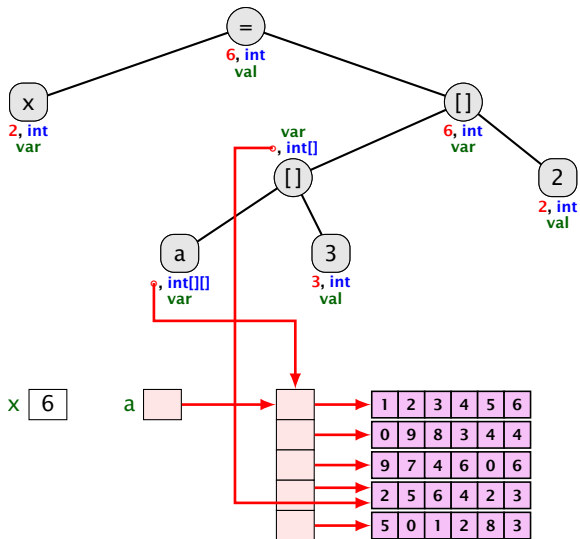 =
6, int
val
x
2, int
var
[]
6, int
var
var
, int[]
[]
2
2, int
val
a
, int[][]
var
3
3, int
val
x 6 a
1 2 3 4 5 6
0 9 8 3 4 4
9 7 4 6 0 6
2 5 6 4 2 3
5 0 1 2 8 3